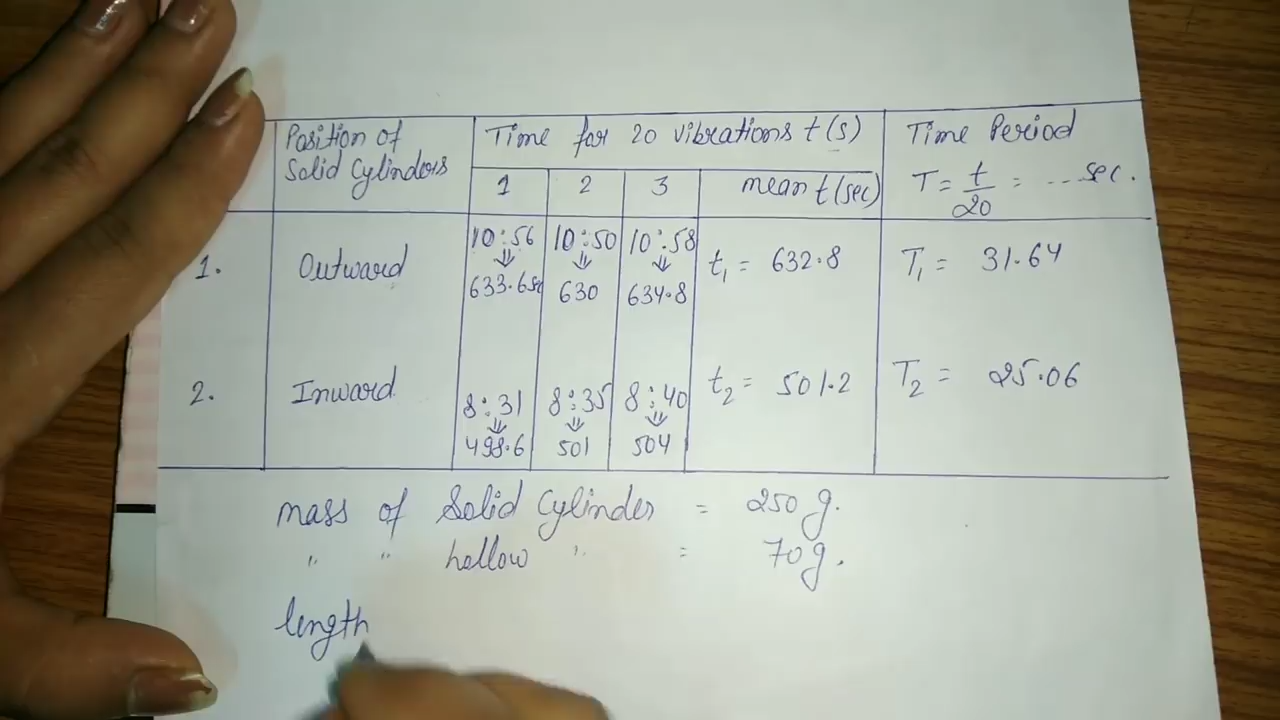 Position of Solid Cylinders
Time for 20 vibrations t(s)
1 2 3 mean t(sec)
Time Period
T = t/20 = ... sec.
1. Outward 10:56 10:50 10:58
⇓ ⇓ ⇓
633.6 630 634.8
t₁ = 632.8 T₁ = 31.64
2. Inward 8:31 8:35 8:40
⇓ ⇓ ⇓
498.6 501 504
t₂ = 501.2 T₂ = 25.06
mass of Solid Cylinder = 250 g.
" " hollow " = 70 g.
length